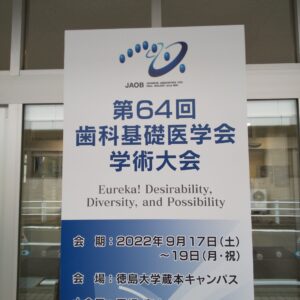 JAOB
第64回
歯科基礎医学会
学術大会
Eureka! Desirability,
Diversity, and Possibility
会 期：2022年9月17日(土)
～19日(月・祝)
会 場：徳島大学蔵本キャンパス